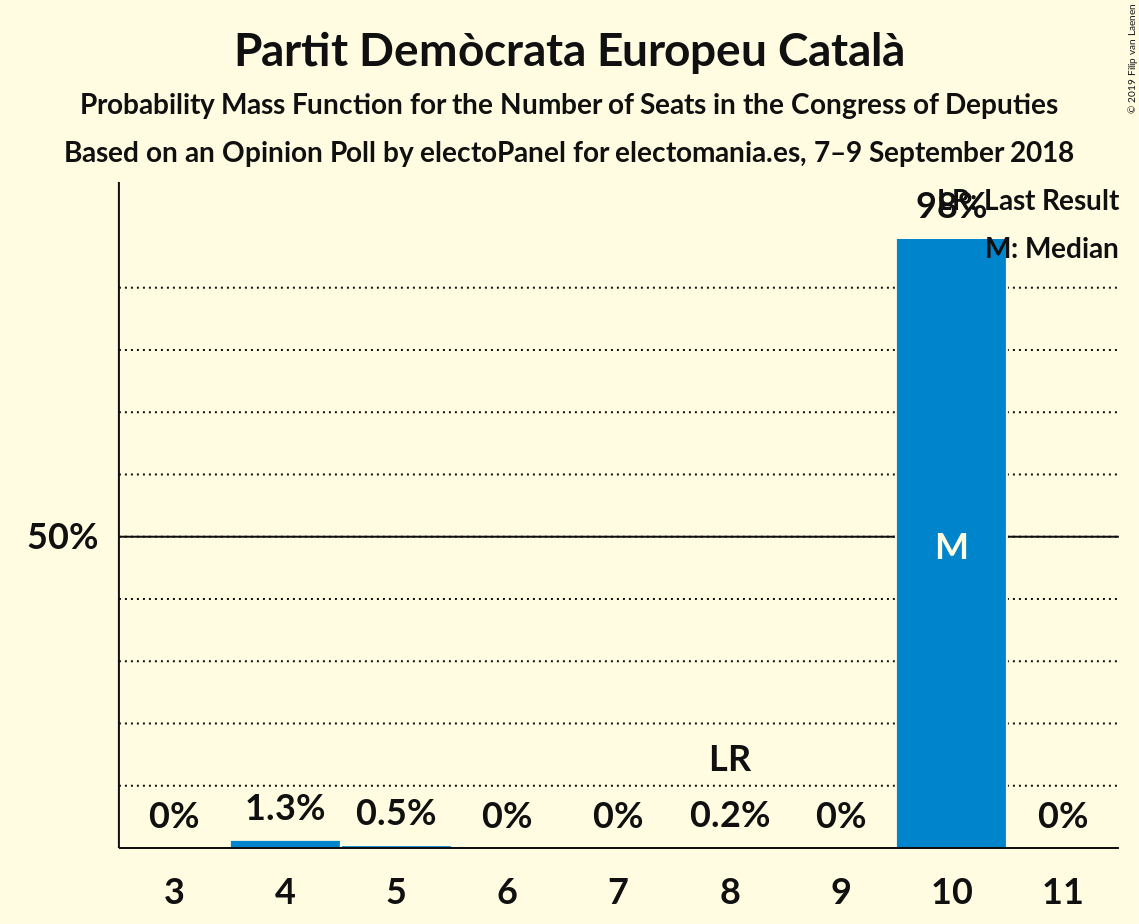 Partit Demòcrata Europeu Català
Probability Mass Function for the Number of Seats in the Congress of Deputies
Based on an Opinion Poll by electoPanel for electomania.es, 7–9 September 2018
© 2019 Filip van Laenen
LR: Last Result
M: Median
98%
50%
M
LR
0% 1.3% 0.5% 0% 0% 0.2% 0% 0%
3 4 5 6 7 8 9 10 11